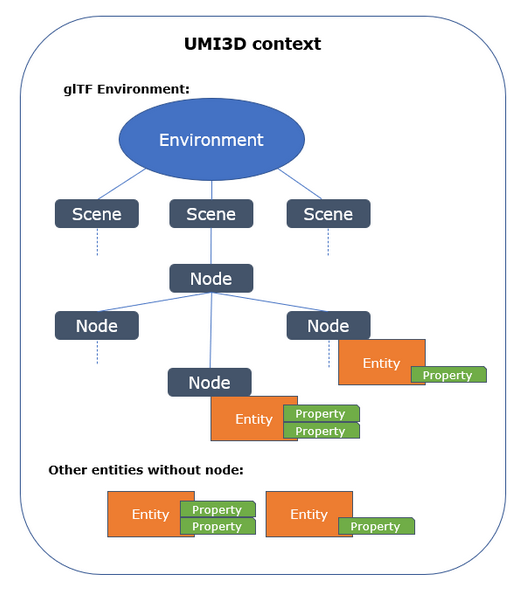 UMI3D context
glTF Environment:
Environment
Scene
Scene
Scene
Node
Node
Node
Entity
Property
Node
Entity
Property
Property
Other entities without node:
Entity
Property
Property
Entity
Property